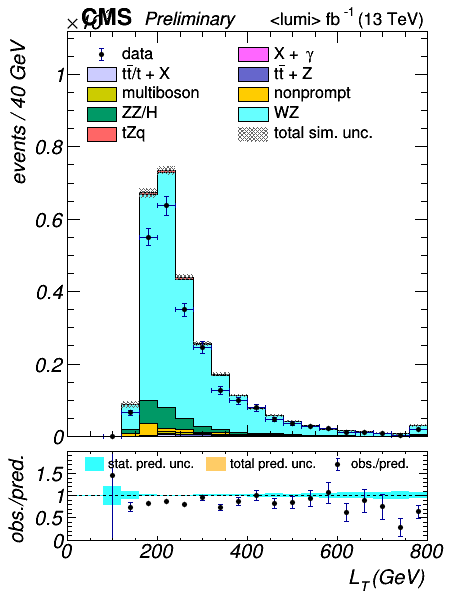 CMS Preliminary <lumi> fb⁻¹ (13 TeV)
events / 40 GeV
data
X + γ
tt̄/t + X
tt̄ + Z
multiboson
nonprompt
ZZ/H
WZ
tZq
total sim. unc.
1
0.8
0.6
0.4
0.2
0
obs./pred.
stat. pred. unc. total pred. unc. obs./pred.
1.5
1
0.5
0
0 200 400 600 800
L_T(GeV)